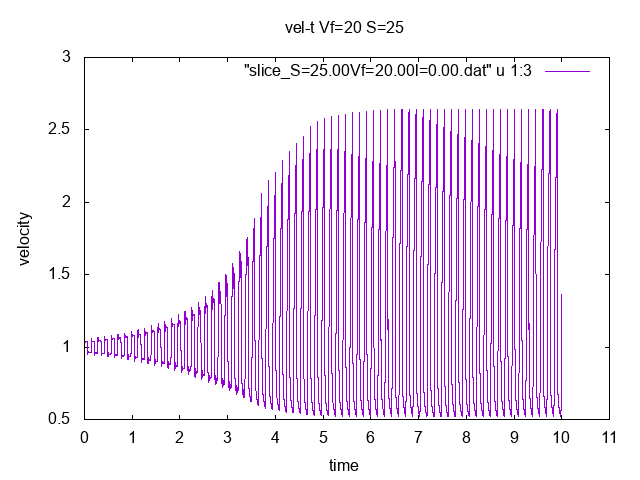 vel-t Vf=20 S=25
"slice_S=25.00Vf=20.00I=0.00.dat" u 1:3
velocity
3
2.5
2
1.5
1
0.5
0 1 2 3 4 5 6 7 8 9 10 11
time